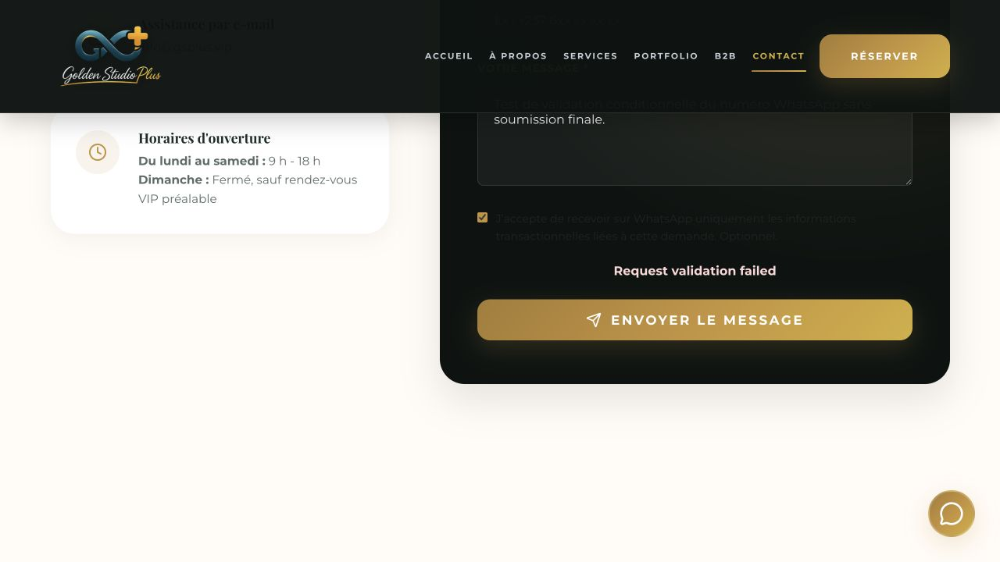 Golden Studio Plus
ACCUEIL À PROPOS SERVICES PORTFOLIO B2B CONTACT RÉSERVER
Assistance par e-mail
Horaires d'ouverture
Du lundi au samedi : 9 h - 18 h
Dimanche : Fermé, sauf rendez-vous
VIP préalable
VOTRE MESSAGE *
Test de validation conditionnelle du numéro WhatsApp sans
soumission finale.
J'accepte de recevoir sur WhatsApp uniquement les informations
transactionnelles liées à cette demande. Optionnel.
Request validation failed
ENVOYER LE MESSAGE